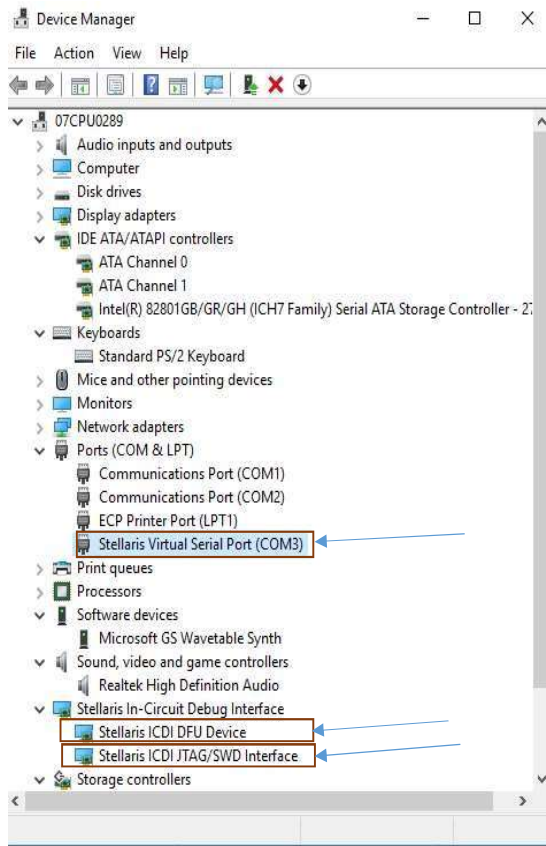 Device Manager
File Action View Help
07CPU0289
Audio inputs and outputs
Computer
Disk drives
Display adapters
IDE ATA/ATAPI controllers
ATA Channel 0
ATA Channel 1
Intel(R) 82801GB/GR/GH (ICH7 Family) Serial ATA Storage Controller - 27
Keyboards
Standard PS/2 Keyboard
Mice and other pointing devices
Monitors
Network adapters
Ports (COM & LPT)
Communications Port (COM1)
Communications Port (COM2)
ECP Printer Port (LPT1)
Stellaris Virtual Serial Port (COM3)
Print queues
Processors
Software devices
Microsoft GS Wavetable Synth
Sound, video and game controllers
Realtek High Definition Audio
Stellaris In-Circuit Debug Interface
Stellaris ICDI DFU Device
Stellaris ICDI JTAG/SWD Interface
Storage controllers